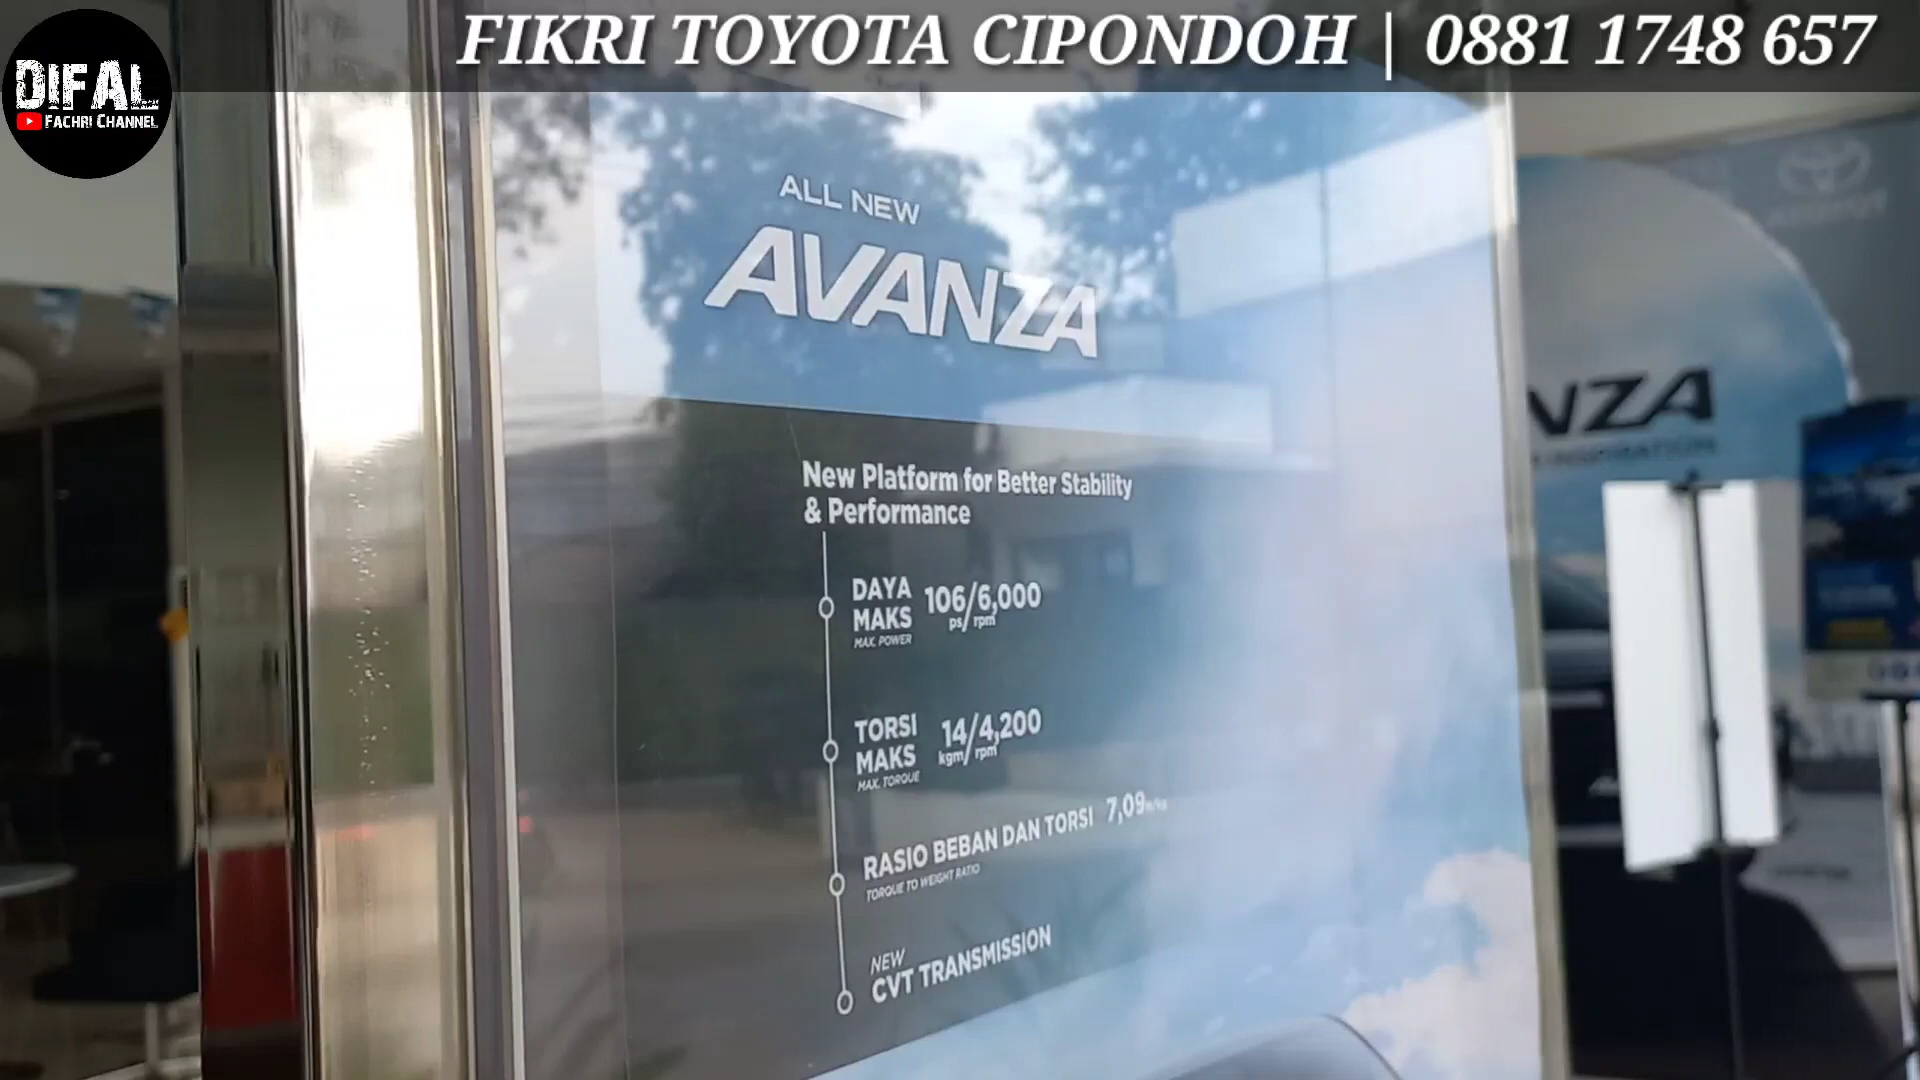 FIKRI TOYOTA CIPONDOH | 0881 1748 657
DIFAL
FACHRI CHANNEL
ALL NEW
AVANZA
New Platform for Better Stability
& Performance
DAYA
MAKS
MAX. POWER
106/6,000
ps/rpm
TORSI
MAKS
MAX. TORQUE
14/4,200
kgm/rpm
RASIO BEBAN DAN TORSI 7,09
TORQUE TO WEIGHT RATIO
NEW
CVT TRANSMISSION
NZA
INSPIRATION